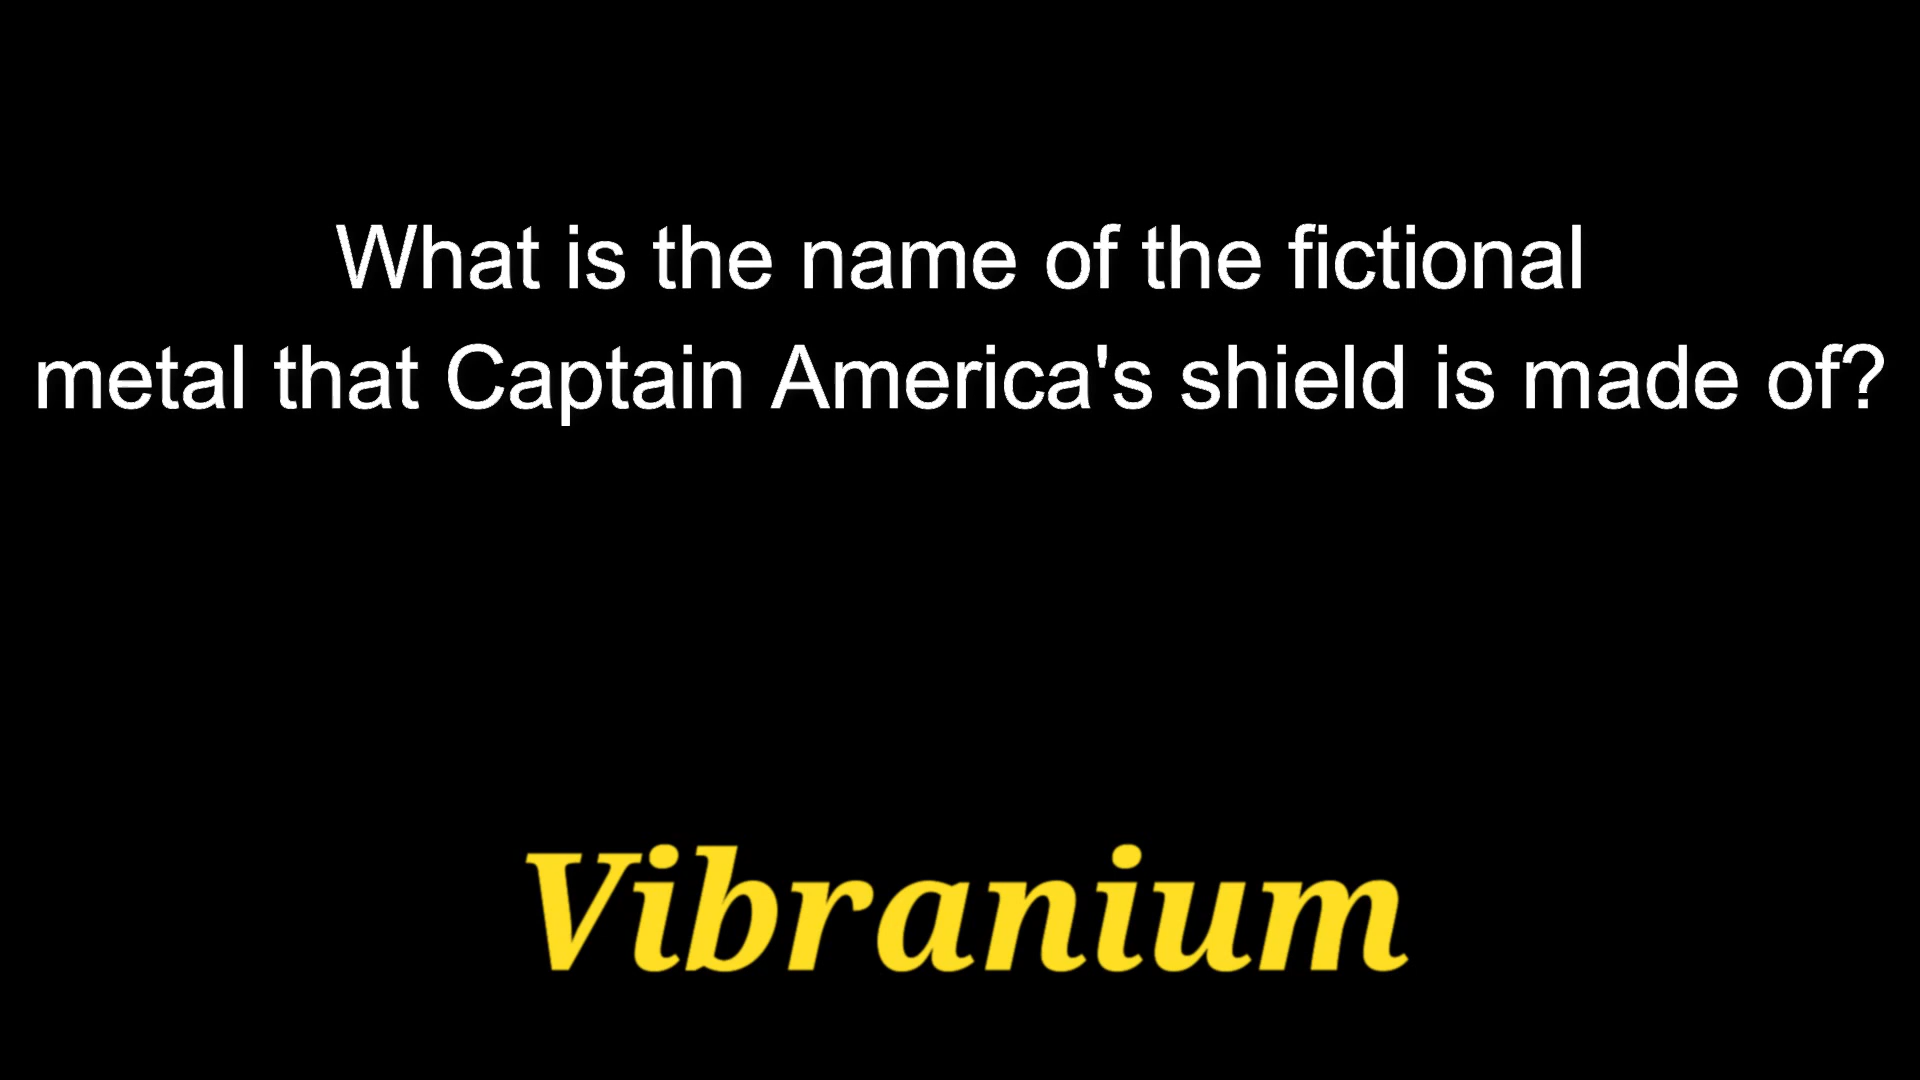 What is the name of the fictional
metal that Captain America's shield is made of?
Vibranium